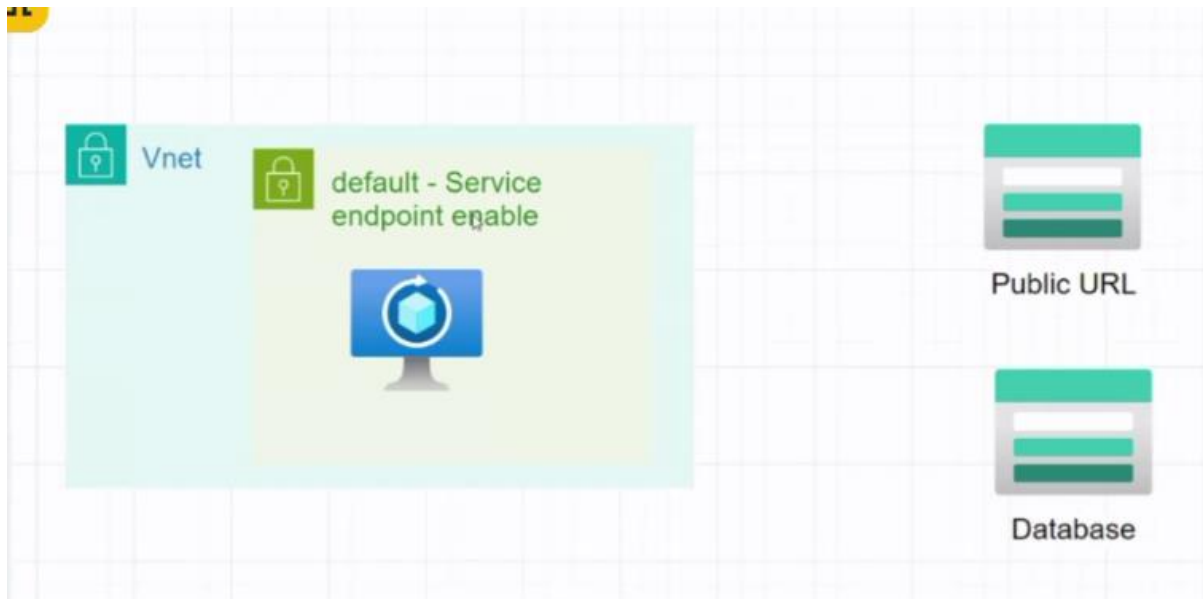 Vnet
default - Service
endpoint enable
Public URL
Database